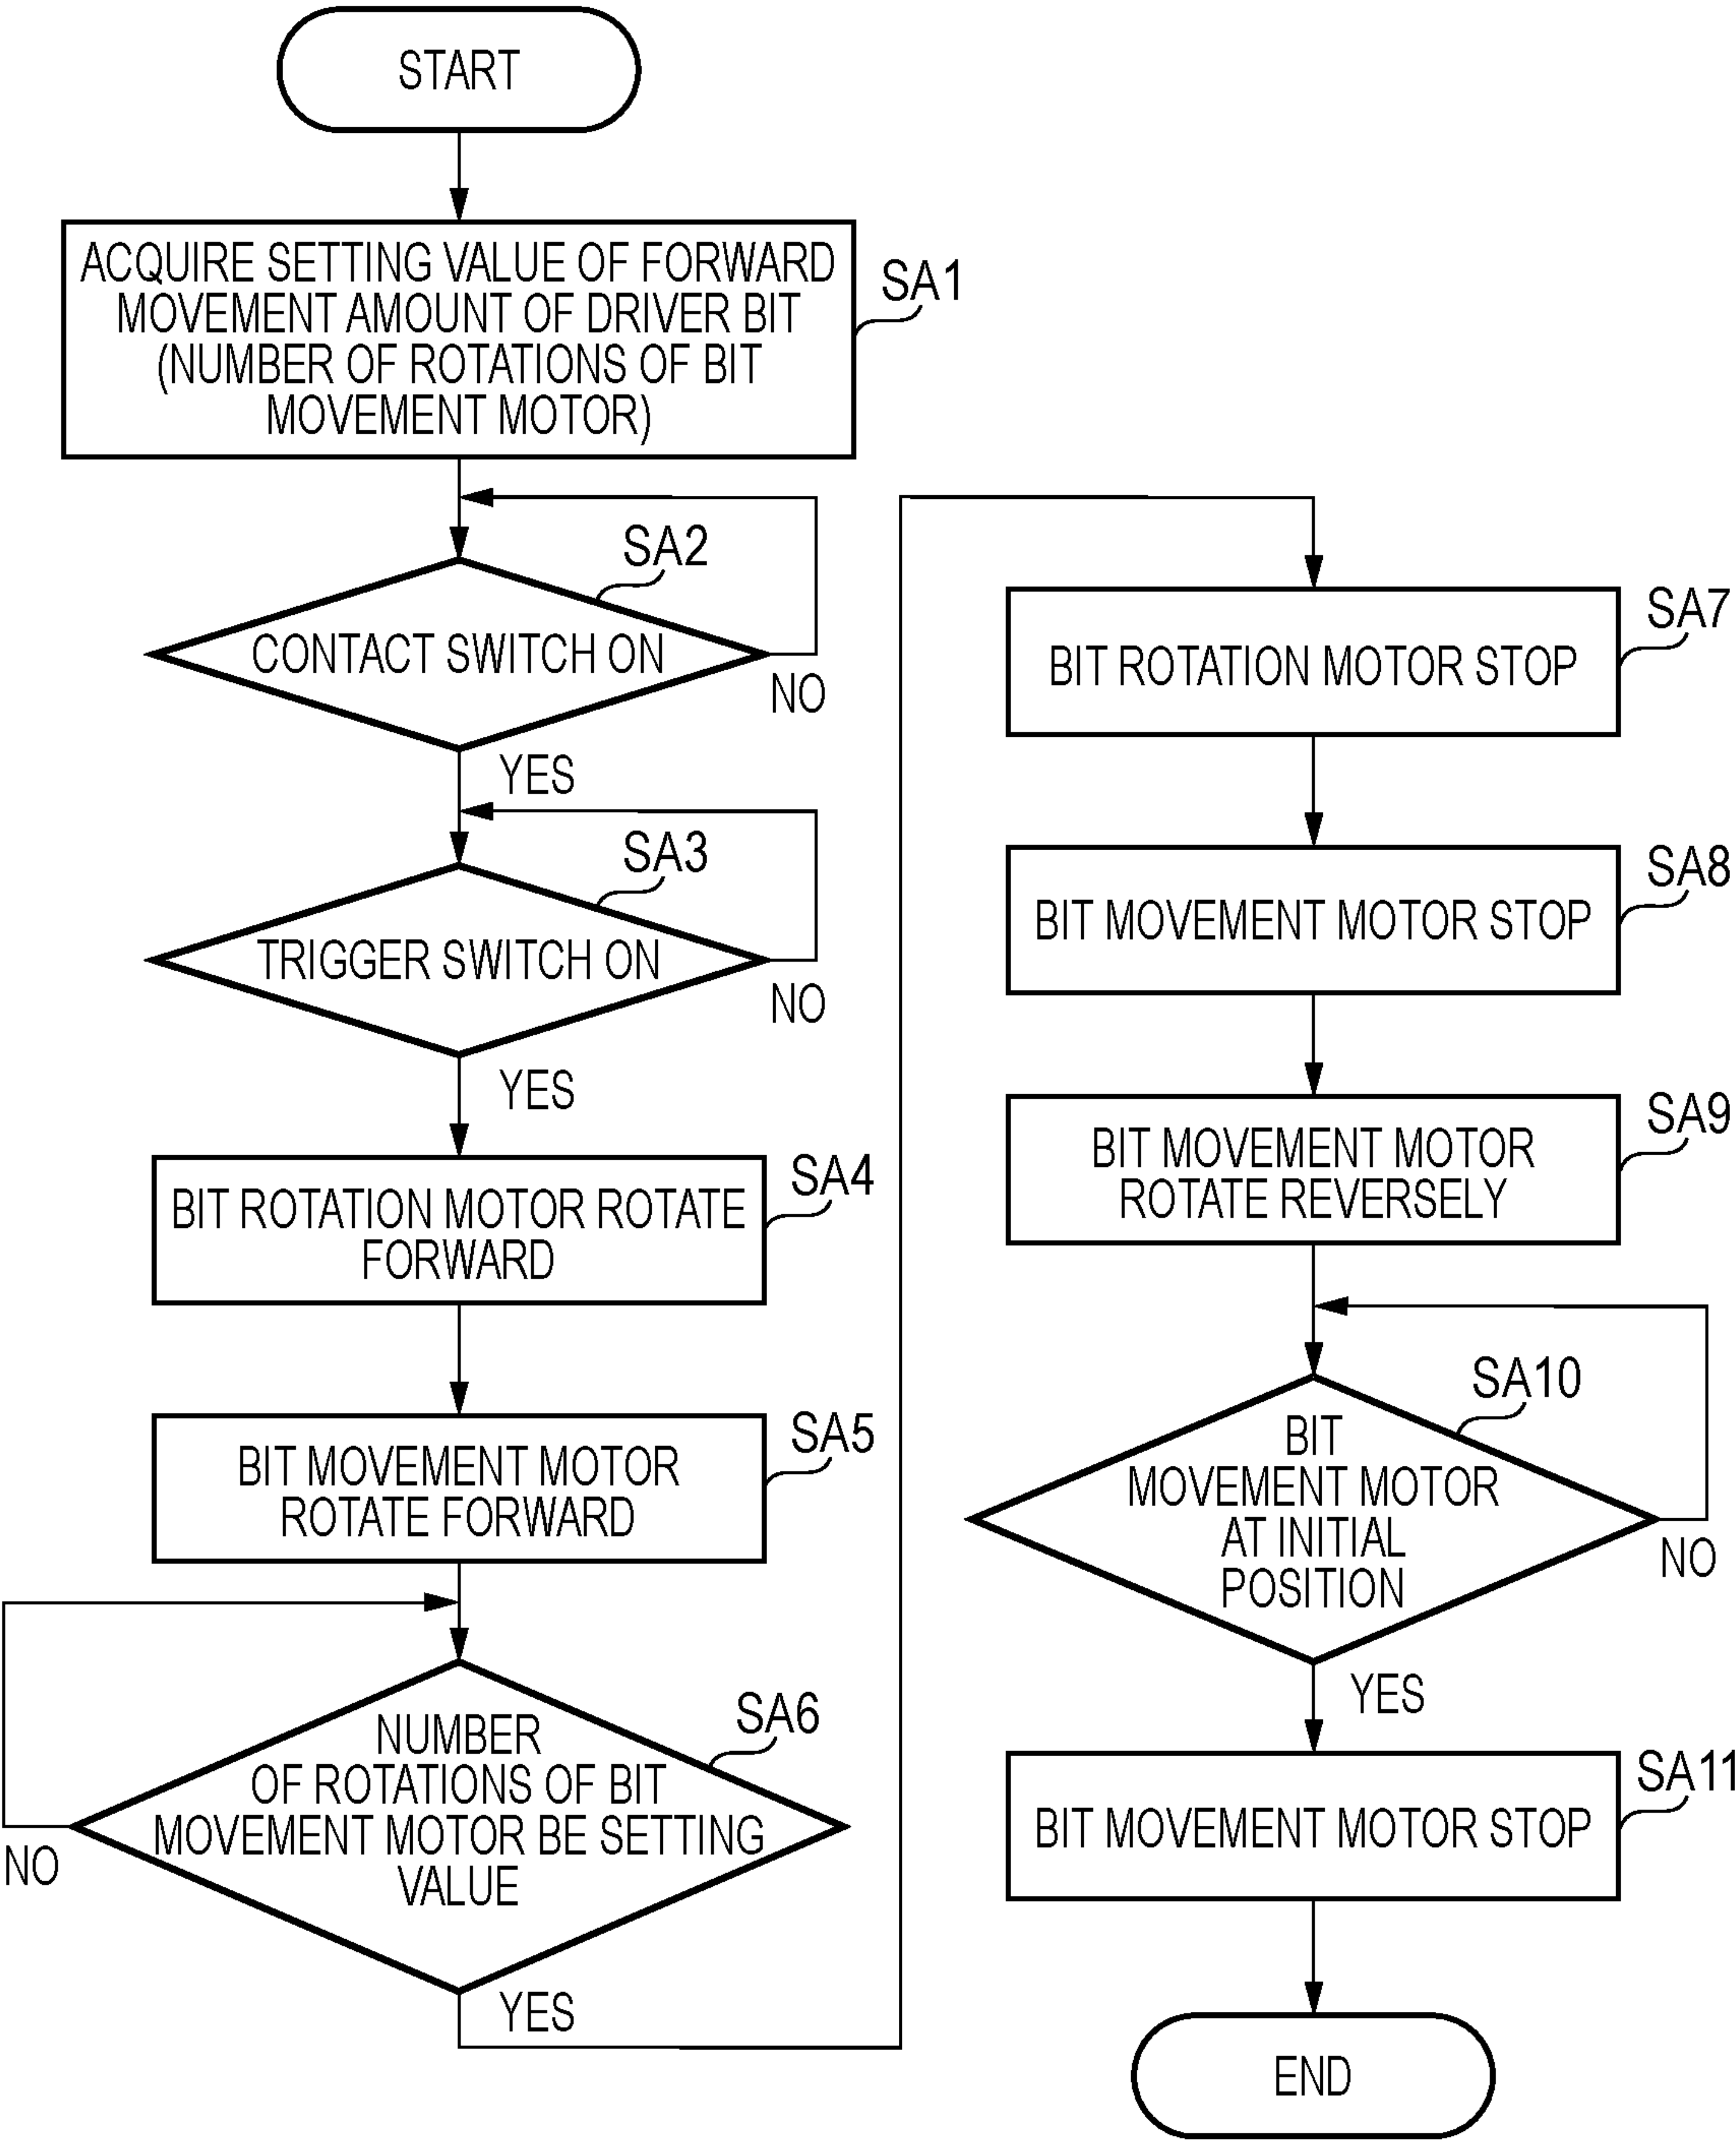 START
ACQUIRE SETTING VALUE OF FORWARD
MOVEMENT AMOUNT OF DRIVER BIT
(NUMBER OF ROTATIONS OF BIT
MOVEMENT MOTOR)
SA1
SA2
CONTACT SWITCH ON
NO
YES
SA3
TRIGGER SWITCH ON
NO
YES
SA4
BIT ROTATION MOTOR ROTATE
FORWARD
SA5
BIT MOVEMENT MOTOR
ROTATE FORWARD
SA6
NUMBER
OF ROTATIONS OF BIT
MOVEMENT MOTOR BE SETTING
VALUE
NO
YES
SA7
BIT ROTATION MOTOR STOP
SA8
BIT MOVEMENT MOTOR STOP
SA9
BIT MOVEMENT MOTOR
ROTATE REVERSELY
SA10
BIT
MOVEMENT MOTOR
AT INITIAL
POSITION
NO
YES
SA11
BIT MOVEMENT MOTOR STOP
END